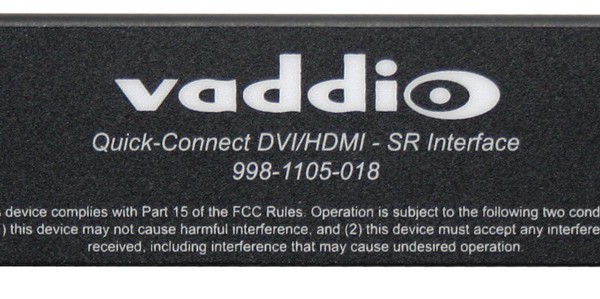 vaddio
Quick-Connect DVI/HDMI - SR Interface
998-1105-018
device complies with Part 15 of the FCC Rules. Operation is subject to the following two
) this device may not cause harmful interference, and (2) this device must accept any
received, including interference that may cause undesired operation.